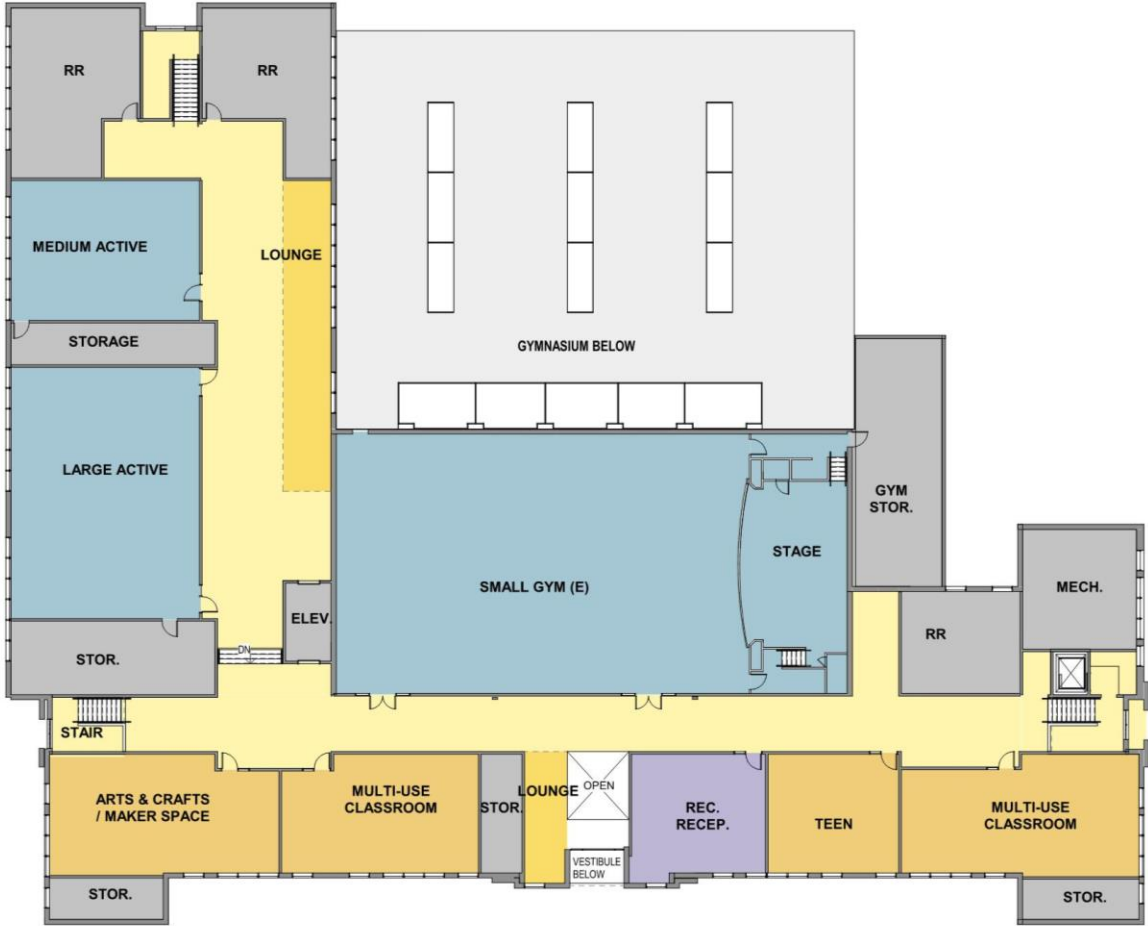 RR
RR
MEDIUM ACTIVE
LOUNGE
STORAGE
GYMNASIUM BELOW
LARGE ACTIVE
GYM
STOR.
STAGE
SMALL GYM (E)
MECH.
ELEV.
RR
STOR.
DN
STAIR
ARTS & CRAFTS
/ MAKER SPACE
MULTI-USE
CLASSROOM
STOR.
LOUNGE
OPEN
REC.
RECEP.
TEEN
MULTI-USE
CLASSROOM
VESTIBULE
BELOW
STOR.
STOR.